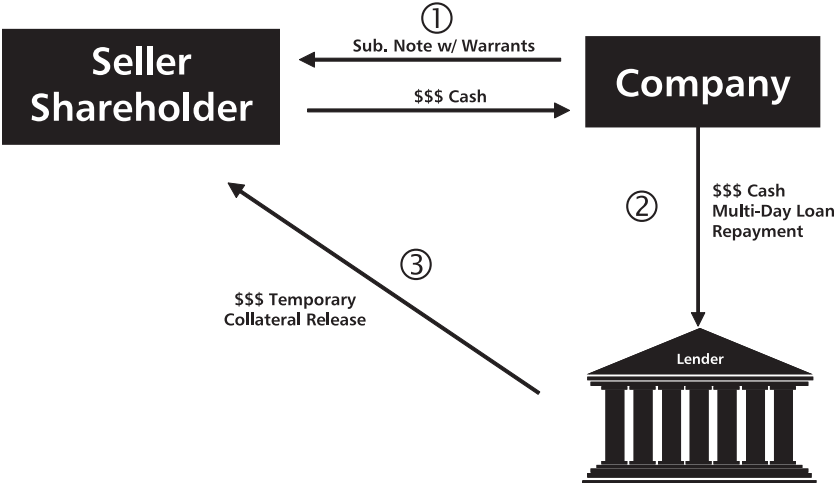 ①
Sub. Note w/ Warrants
Seller
Shareholder
$$$ Cash
Company
②
$$$ Cash
Multi-Day Loan
Repayment
③
$$$ Temporary
Collateral Release
Lender